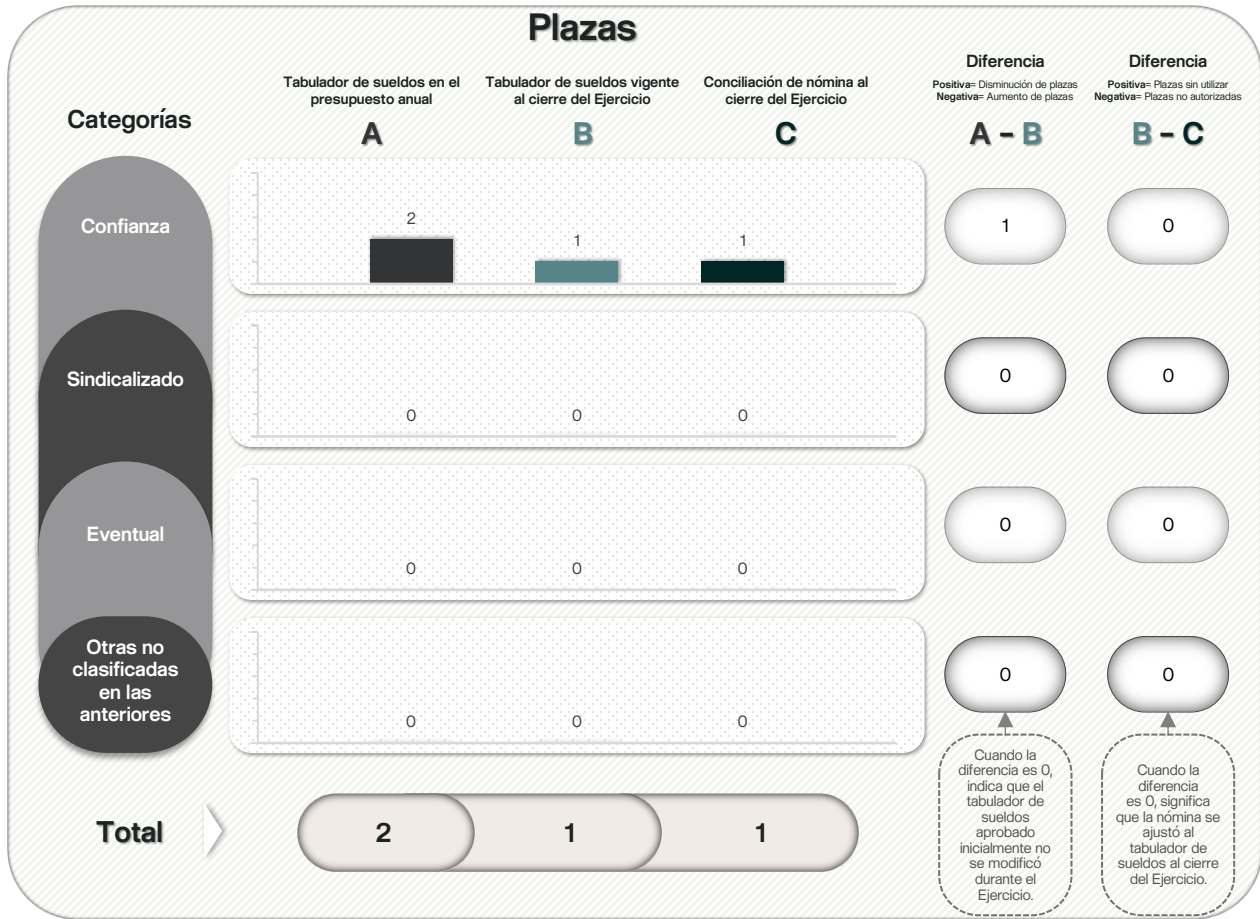 Plazas
Categorías
Tabulador de sueldos en el
presupuesto anual
A
Tabulador de sueldos vigente
al cierre del Ejercicio
B
Conciliación de nómina al
cierre del Ejercicio
C
Diferencia
Positiva= Disminución de plazas
Negativa= Aumento de plazas
A - B
Diferencia
Positiva= Plazas sin utilizar
Negativa= Plazas no autorizadas
B - C
Confianza
2
1
1
1
0
Sindicalizado
0
0
0
0
0
Eventual
0
0
0
0
0
Otras no
clasificadas
en las
anteriores
0
0
0
0
0
Total
2
1
1
Cuando la
diferencia es 0,
indica que el
tabulador de
sueldos
aprobado
inicialmente no
se modificó
durante el
Ejercicio.
Cuando la
diferencia
es 0, significa
que la nómina se
ajustó al
tabulador de
sueldos al cierre
del Ejercicio.